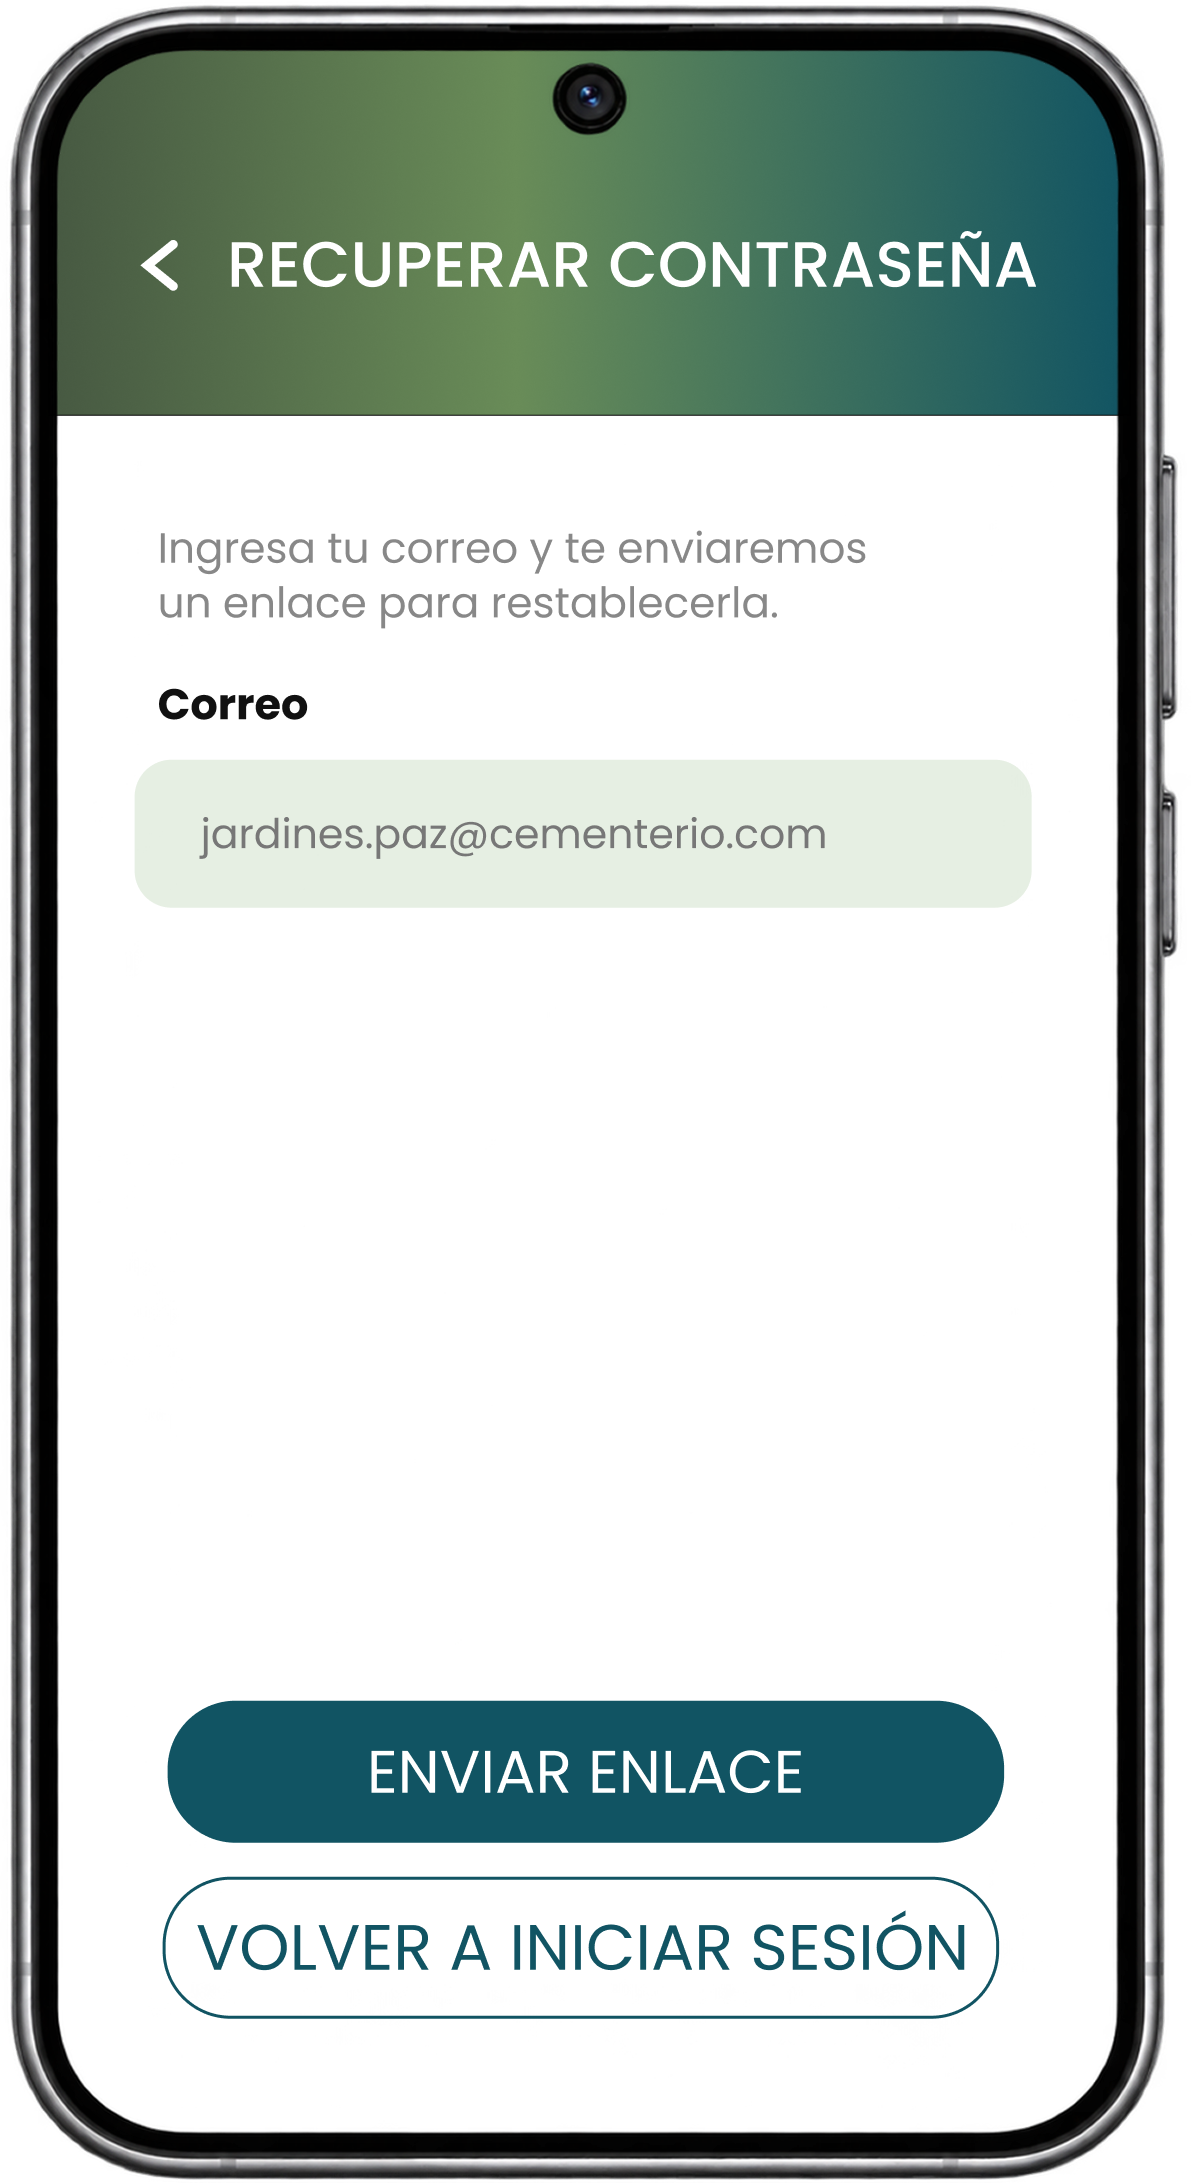 RECUPERAR CONTRASEÑA
Ingresa tu correo y te enviaremos
un enlace para restablecerla.
Correo
jardines.paz@cementerio.com
ENVIAR ENLACE
VOLVER A INICIAR SESIÓN